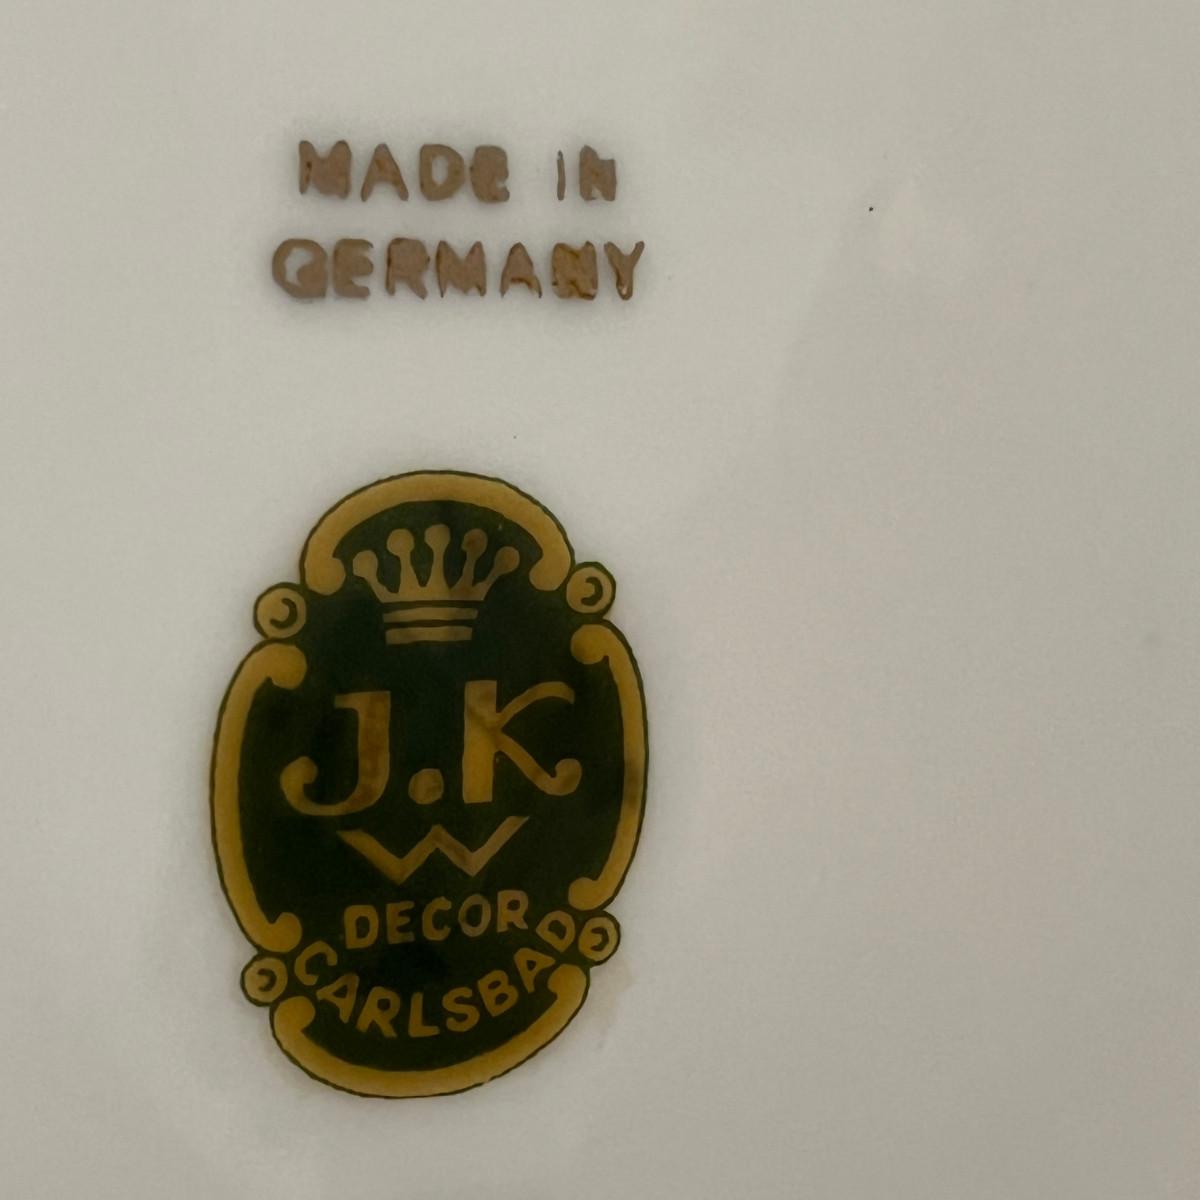 MADE IN
GERMANY
J.K
W
DECOR
CARLSBAD